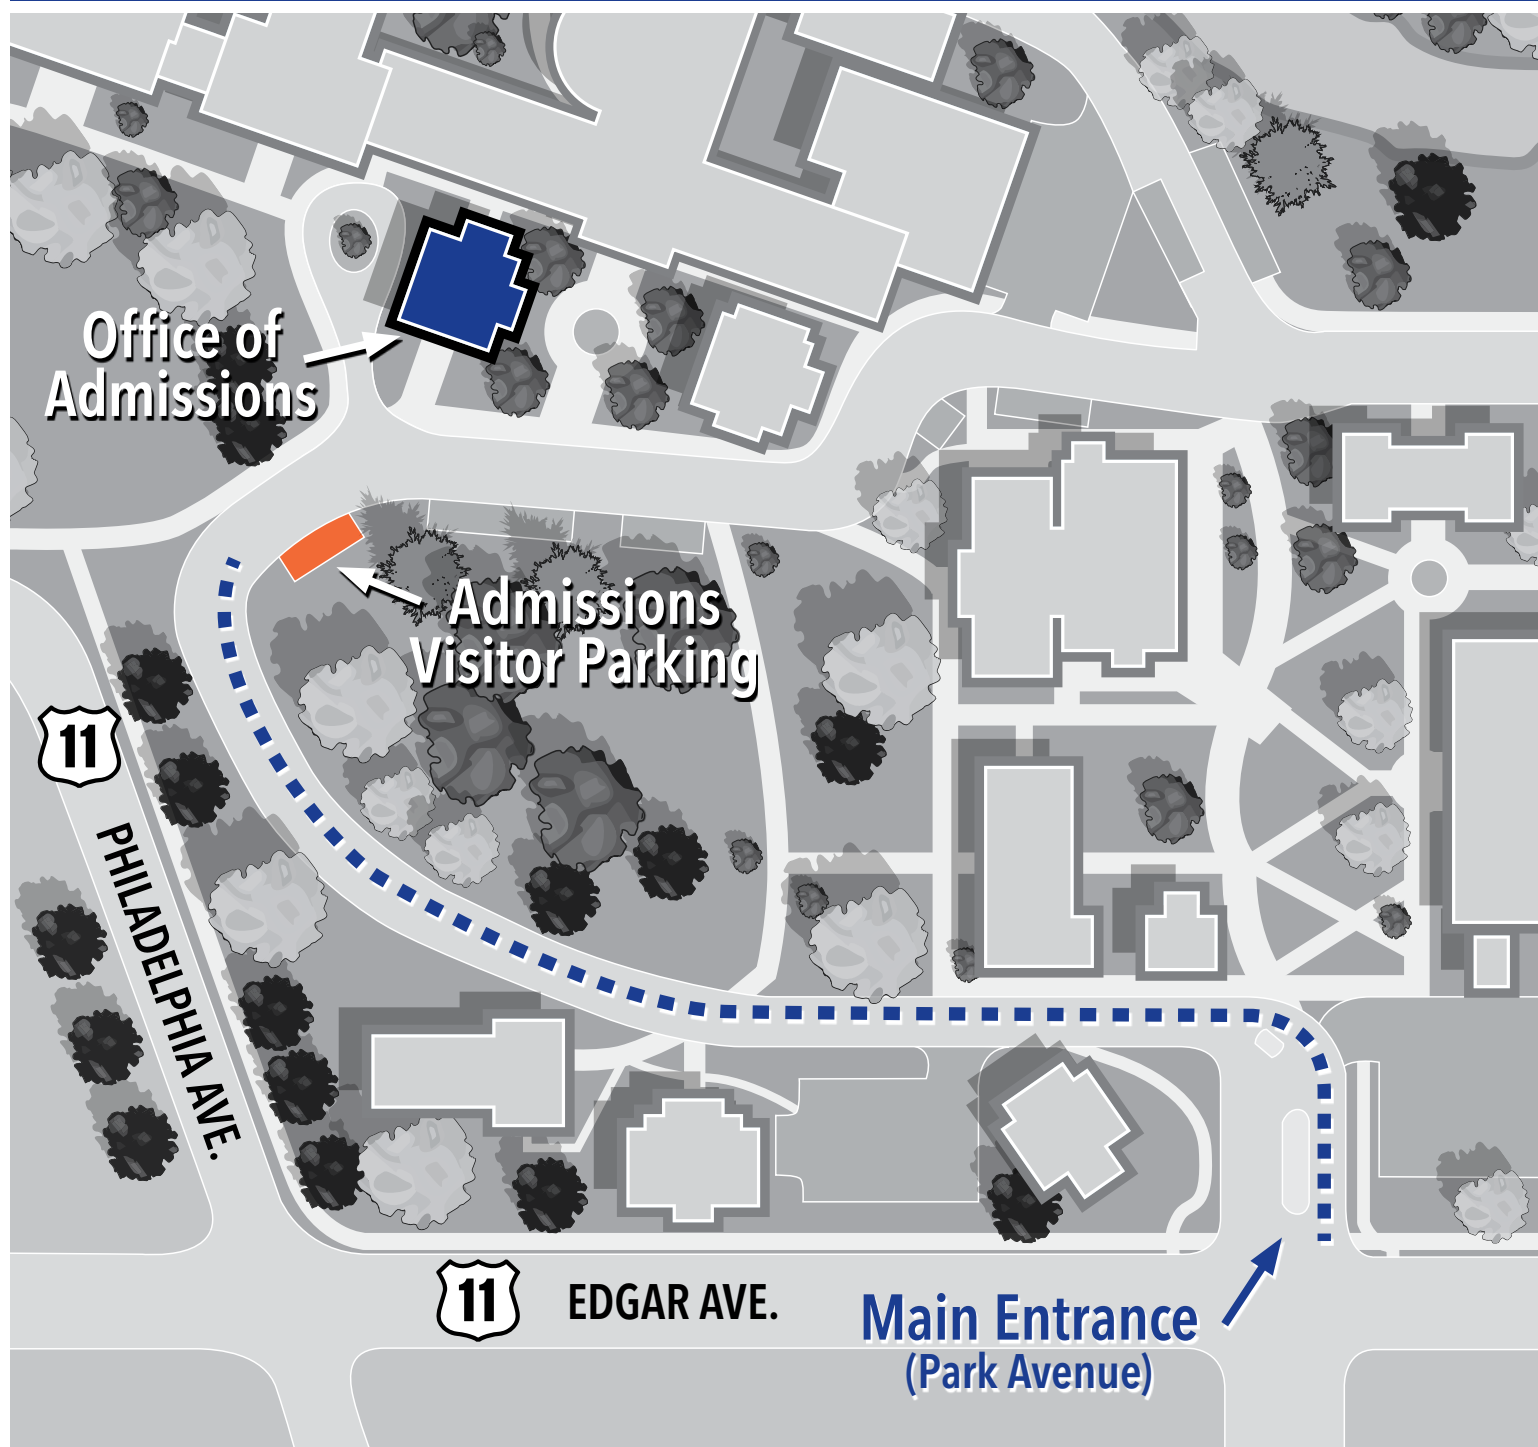 Office of
Admissions
Admissions
Visitor Parking
11
PHILADELPHIA AVE.
11
EDGAR AVE.
Main Entrance
(Park Avenue)